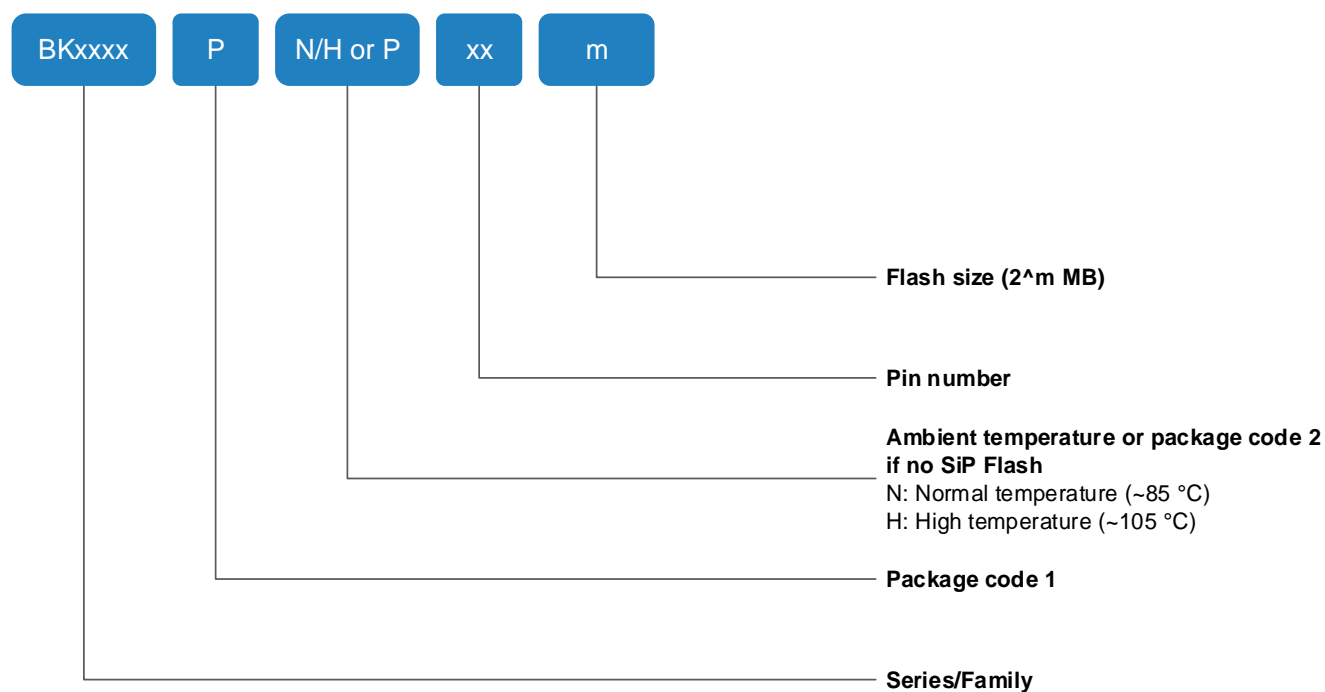 BKxxxx P N/H or P xx m
Flash size (2^m MB)
Pin number
Ambient temperature or package code 2
if no SiP Flash
N: Normal temperature (~85 °C)
H: High temperature (~105 °C)
Package code 1
Series/Family